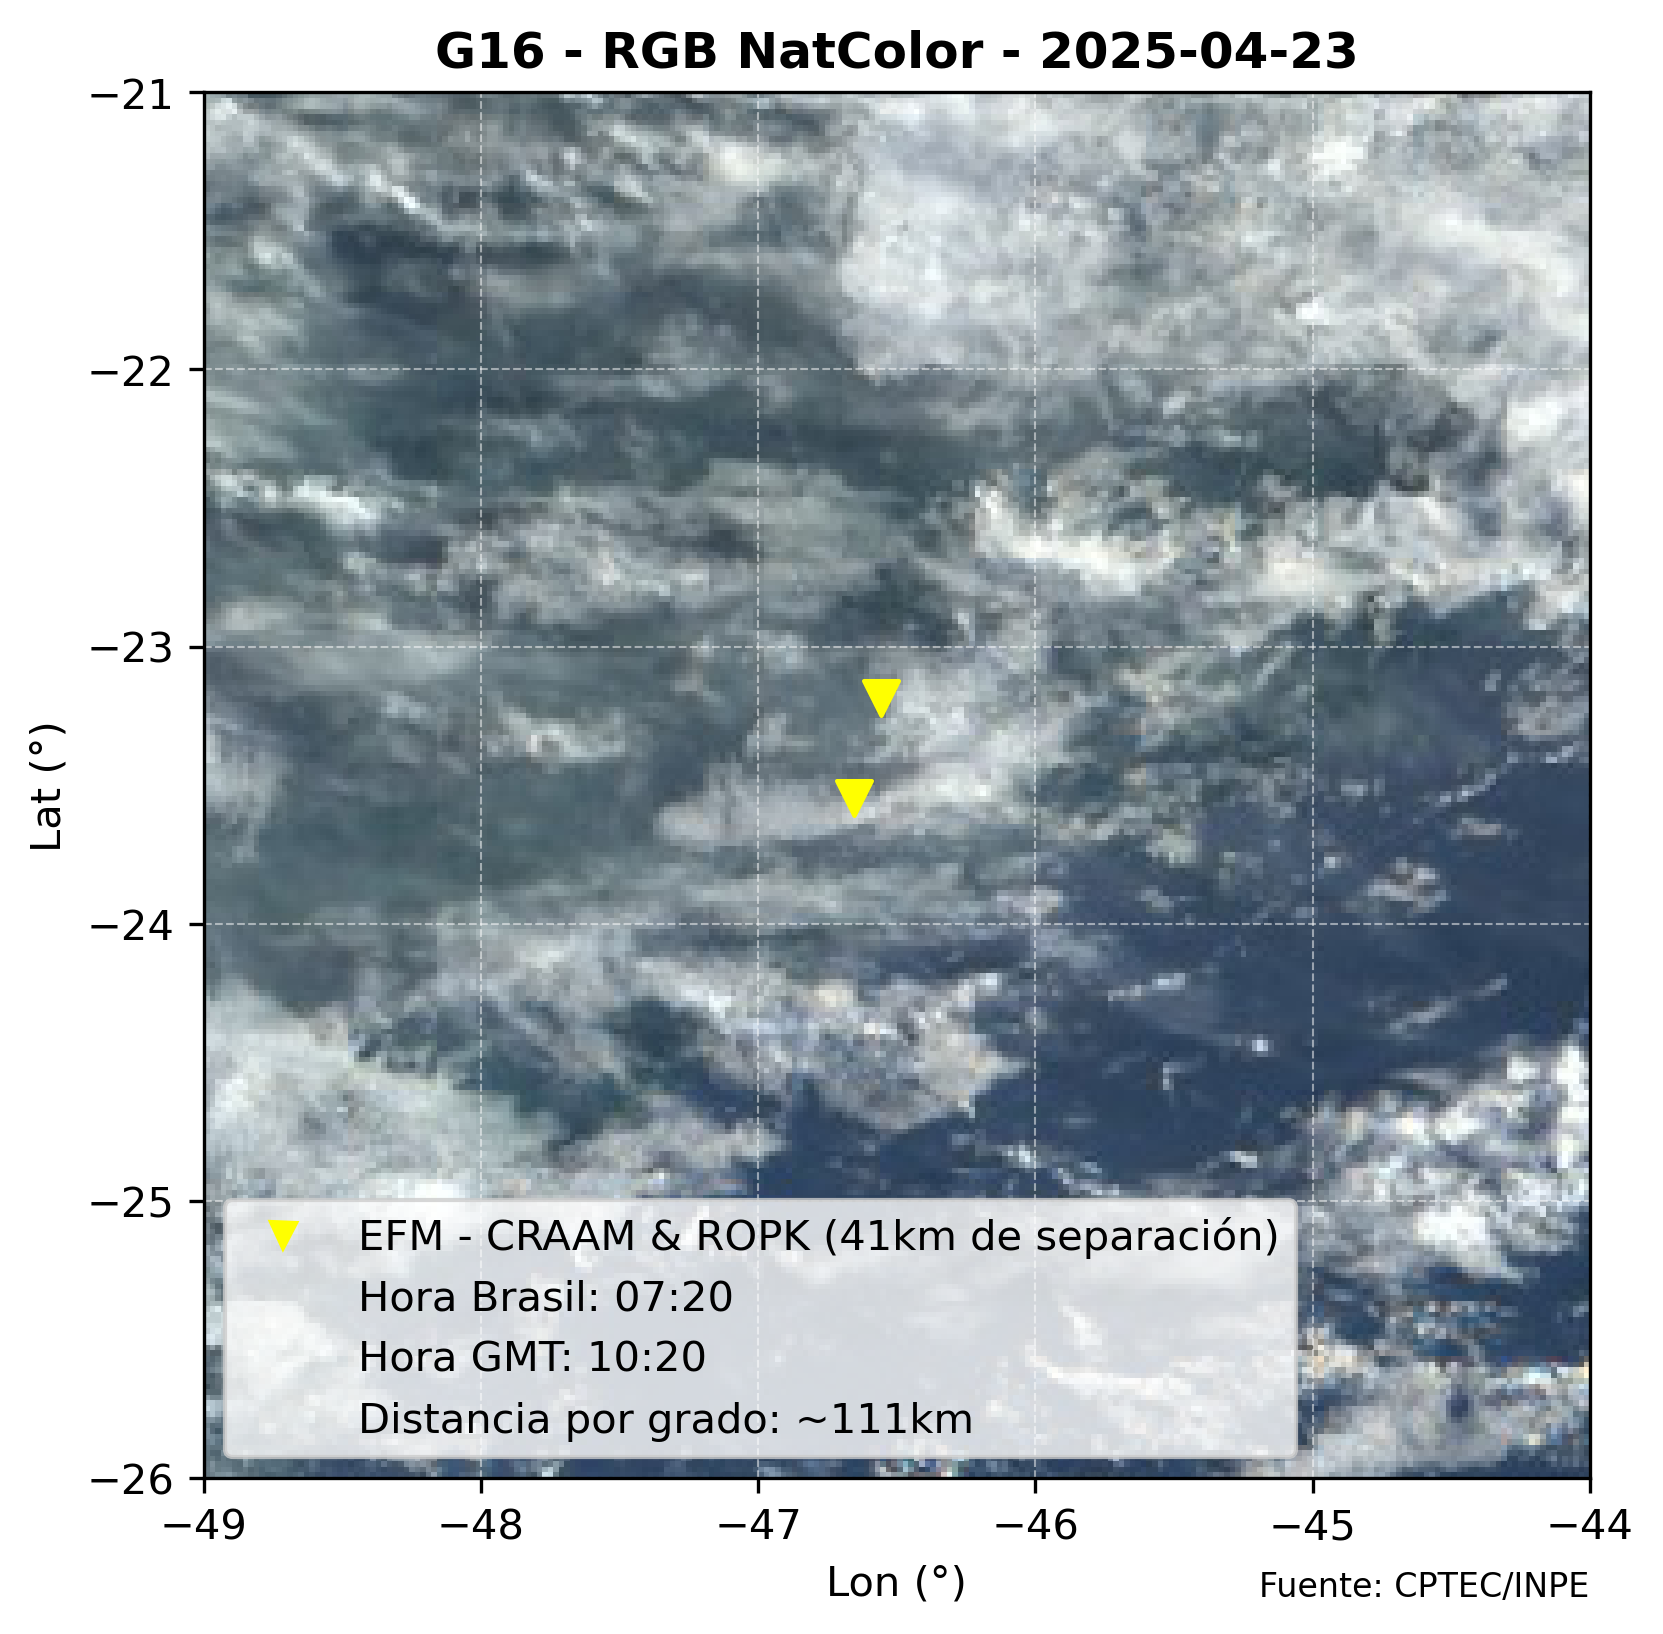 G16 - RGB NatColor - 2025-04-23
−21
−22
−23
−24
−25
−26
Lat (°)
EFM - CRAAM & ROPK (41km de separación)
Hora Brasil: 07:20
Hora GMT: 10:20
Distancia por grado: ~111km
−49 −48 −47 −46 −45 −44
Lon (°)
Fuente: CPTEC/INPE